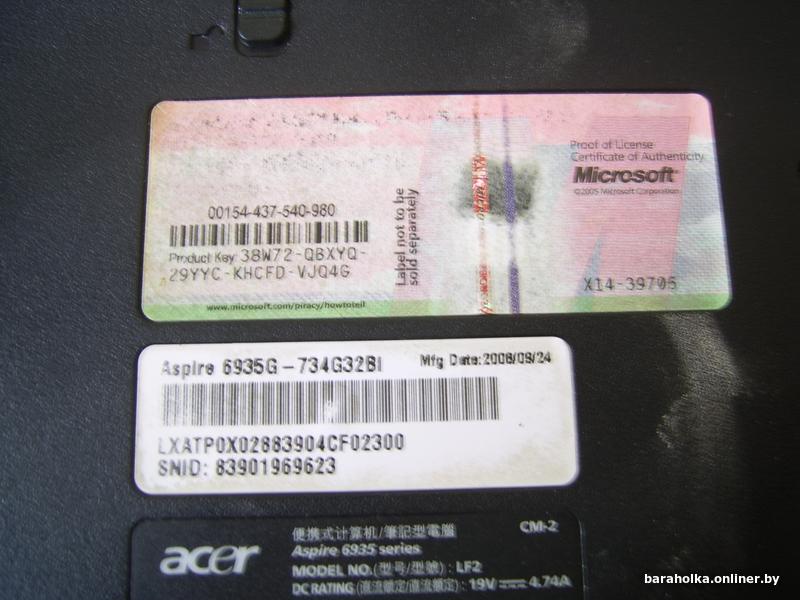 Proof of License
Certificate of Authenticity
Microsoft
©2005 Microsoft Corporation
00154-437-540-980
Product Key: 38W72-QBXYQ-
29YYC-KHCFD-VJQ4G
Label not to be
sold separately
X14-39705
www.microsoft.com/piracy/howtotell
Aspire 6935G-734G32BI
Mfg Date:2008/09/24
LXATP0X02883904CF02300
SNID: 83901969623
acer
便携式计算机/筆記型電腦
CM-2
Aspire 6935 series
MODEL NO.(型号/型號) : LF2
DC RATING (直流额定/直流額定) : 19V 4.74A
baraholka.onliner.by